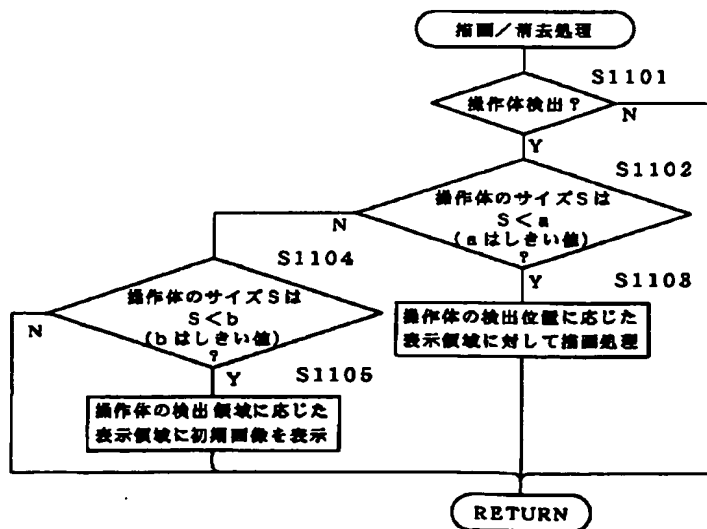 描画／消去処理
S1101
操作体検出？
N
Y
S1102
操作体のサイズSは
S＜a
(aはしきい値)
？
N
Y
S1104
操作体のサイズSは
S＜b
(bはしきい値)
？
N
Y
S1103
操作体の検出位置に応じた
表示領域に対して描画処理
S1105
操作体の検出領域に応じた
表示領域に初期画像を表示
RETURN